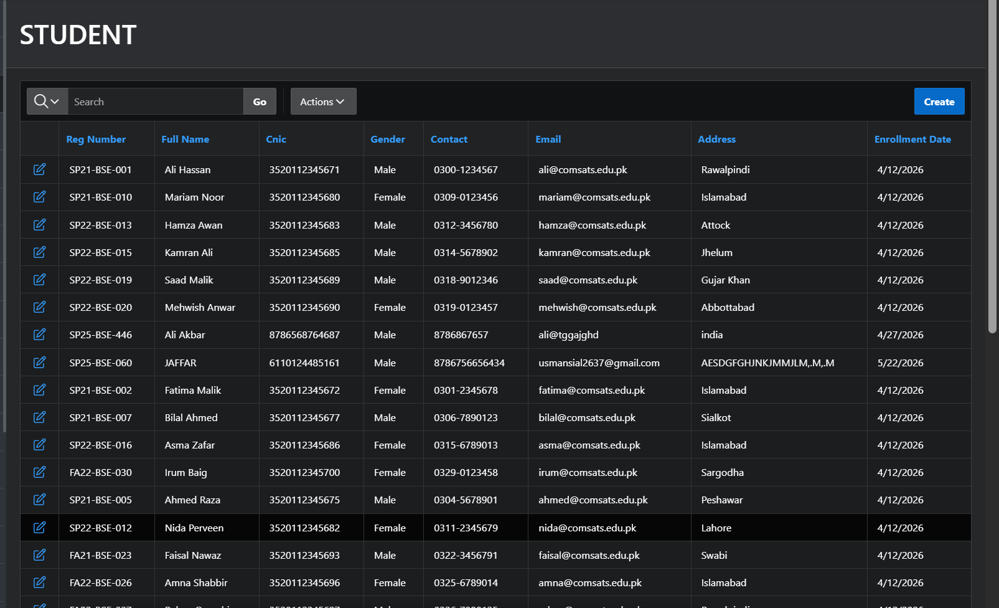 STUDENT
Search Go Actions Create
Reg Number Full Name Cnic Gender Contact Email Address Enrollment Date
SP21-BSE-001 Ali Hassan 3520112345671 Male 0300-1234567 ali@comsats.edu.pk Rawalpindi 4/12/2026
SP21-BSE-010 Mariam Noor 3520112345680 Female 0309-0123456 mariam@comsats.edu.pk Islamabad 4/12/2026
SP22-BSE-013 Hamza Awan 3520112345683 Male 0312-3456780 hamza@comsats.edu.pk Attock 4/12/2026
SP22-BSE-015 Kamran Ali 3520112345685 Male 0314-5678902 kamran@comsats.edu.pk Jhelum 4/12/2026
SP22-BSE-019 Saad Malik 3520112345689 Male 0318-9012346 saad@comsats.edu.pk Gujar Khan 4/12/2026
SP22-BSE-020 Mehwish Anwar 3520112345690 Female 0319-0123457 mehwish@comsats.edu.pk Abbottabad 4/12/2026
SP25-BSE-446 Ali Akbar 8786568764687 Male 8786867657 ali@tggajghd india 4/27/2026
SP25-BSE-060 JAFFAR 6110124485161 Male 8786756656434 usmansial2637@gmail.com AESDGFGHJNKJMMJLM,.M,.M 5/22/2026
SP21-BSE-002 Fatima Malik 3520112345672 Female 0301-2345678 fatima@comsats.edu.pk Islamabad 4/12/2026
SP21-BSE-007 Bilal Ahmed 3520112345677 Male 0306-7890123 bilal@comsats.edu.pk Sialkot 4/12/2026
SP22-BSE-016 Asma Zafar 3520112345686 Female 0315-6789013 asma@comsats.edu.pk Islamabad 4/12/2026
FA22-BSE-030 Irum Baig 3520112345700 Female 0329-0123458 irum@comsats.edu.pk Sargodha 4/12/2026
SP21-BSE-005 Ahmed Raza 3520112345675 Male 0304-5678901 ahmed@comsats.edu.pk Peshawar 4/12/2026
SP22-BSE-012 Nida Perveen 3520112345682 Female 0311-2345679 nida@comsats.edu.pk Lahore 4/12/2026
FA21-BSE-023 Faisal Nawaz 3520112345693 Male 0322-3456791 faisal@comsats.edu.pk Swabi 4/12/2026
FA22-BSE-026 Amna Shabbir 3520112345696 Female 0325-6789014 amna@comsats.edu.pk Islamabad 4/12/2026